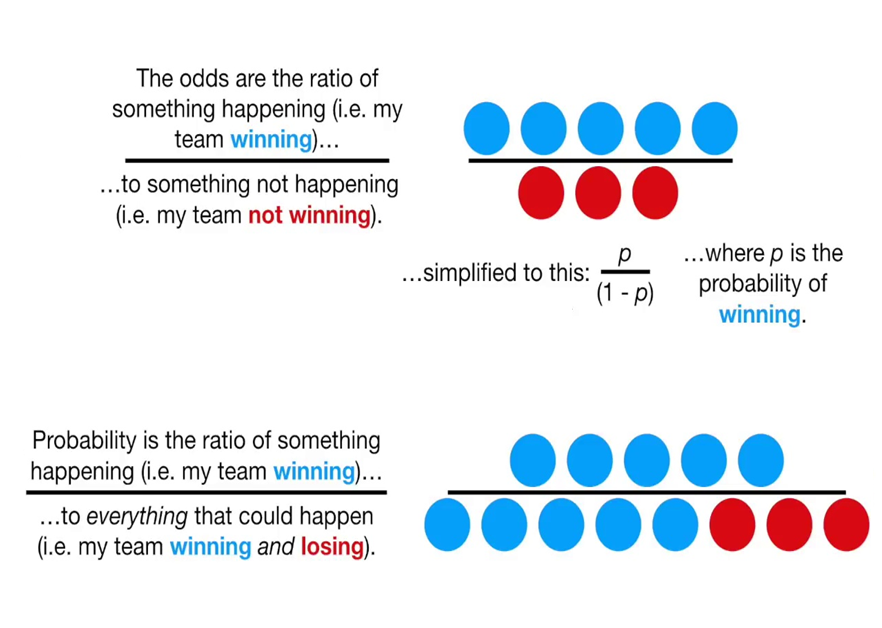 The odds are the ratio of
something happening (i.e. my
team winning)…
…to something not happening
(i.e. my team not winning).
…simplified to this:
p
(1 - p)
…where p is the
probability of
winning.
Probability is the ratio of something
happening (i.e. my team winning)…
…to everything that could happen
(i.e. my team winning and losing).